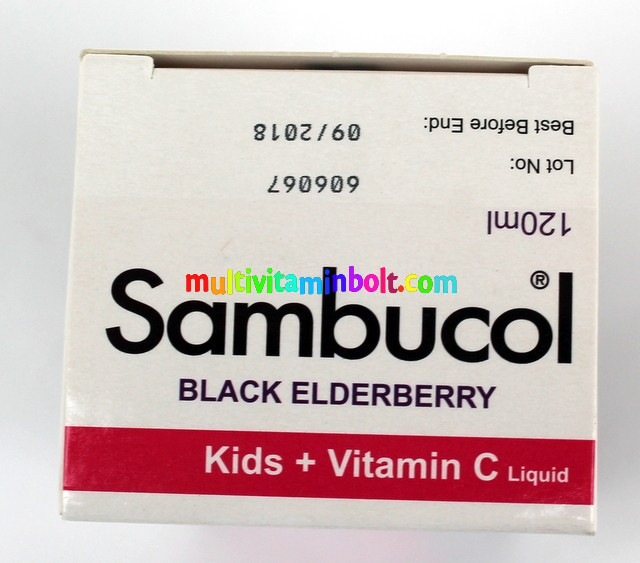 Best Before End: 09/2018
Lot No: 606067
120ml
multivitaminbolt.com
Sambucol®
BLACK ELDERBERRY
Kids + Vitamin C Liquid